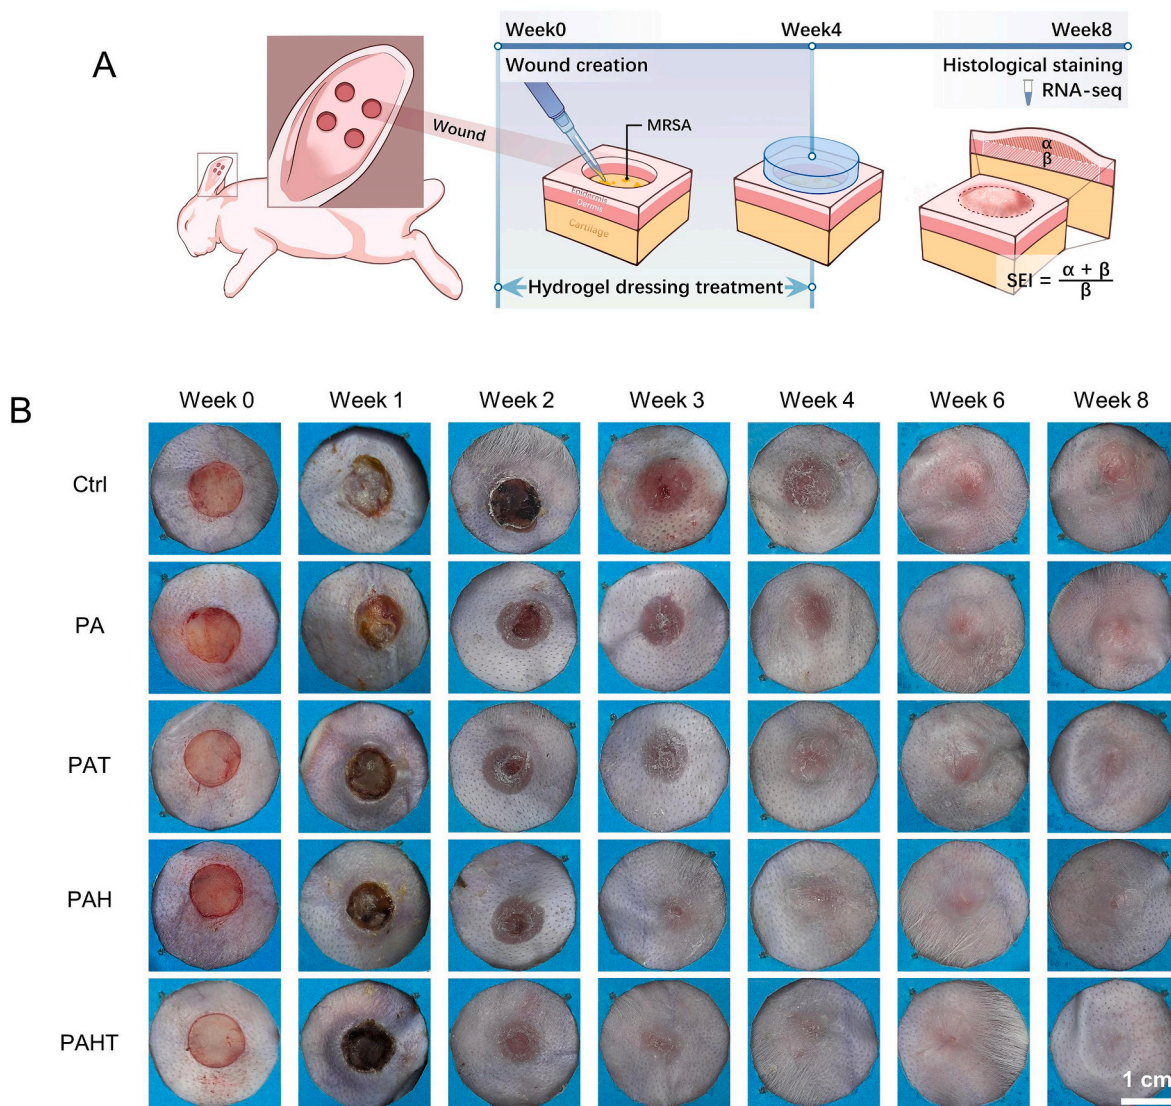 A
Week0
Week4
Week8
Wound creation
Histological staining
RNA-seq
MRSA
Wound
α
β
Epidermis
Dermis
Cartilage
Hydrogel dressing treatment
SEI = α + β
β
B
Week 0
Week 1
Week 2
Week 3
Week 4
Week 6
Week 8
Ctrl
PA
PAT
PAH
PAHT
1 cm